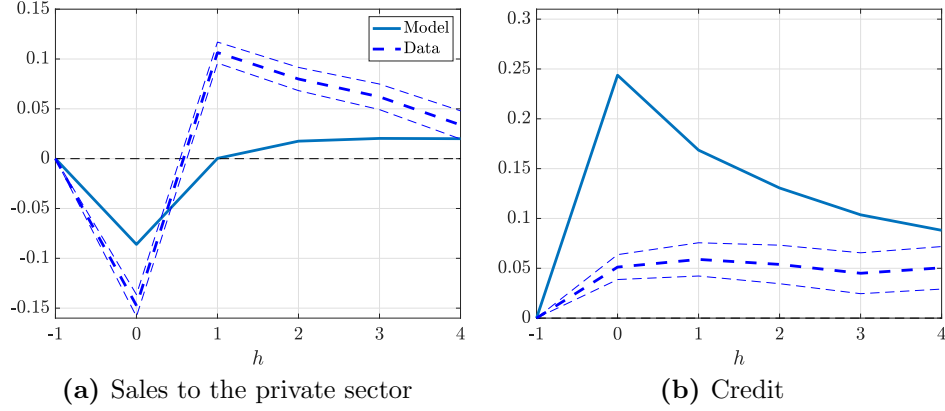 0.15
0.1
0.05
0
-0.05
-0.1
-0.15
-1 0 1 2 3 4
h
Model
Data
(a) Sales to the private sector
0.3
0.25
0.2
0.15
0.1
0.05
0
-1 0 1 2 3 4
h
(b) Credit